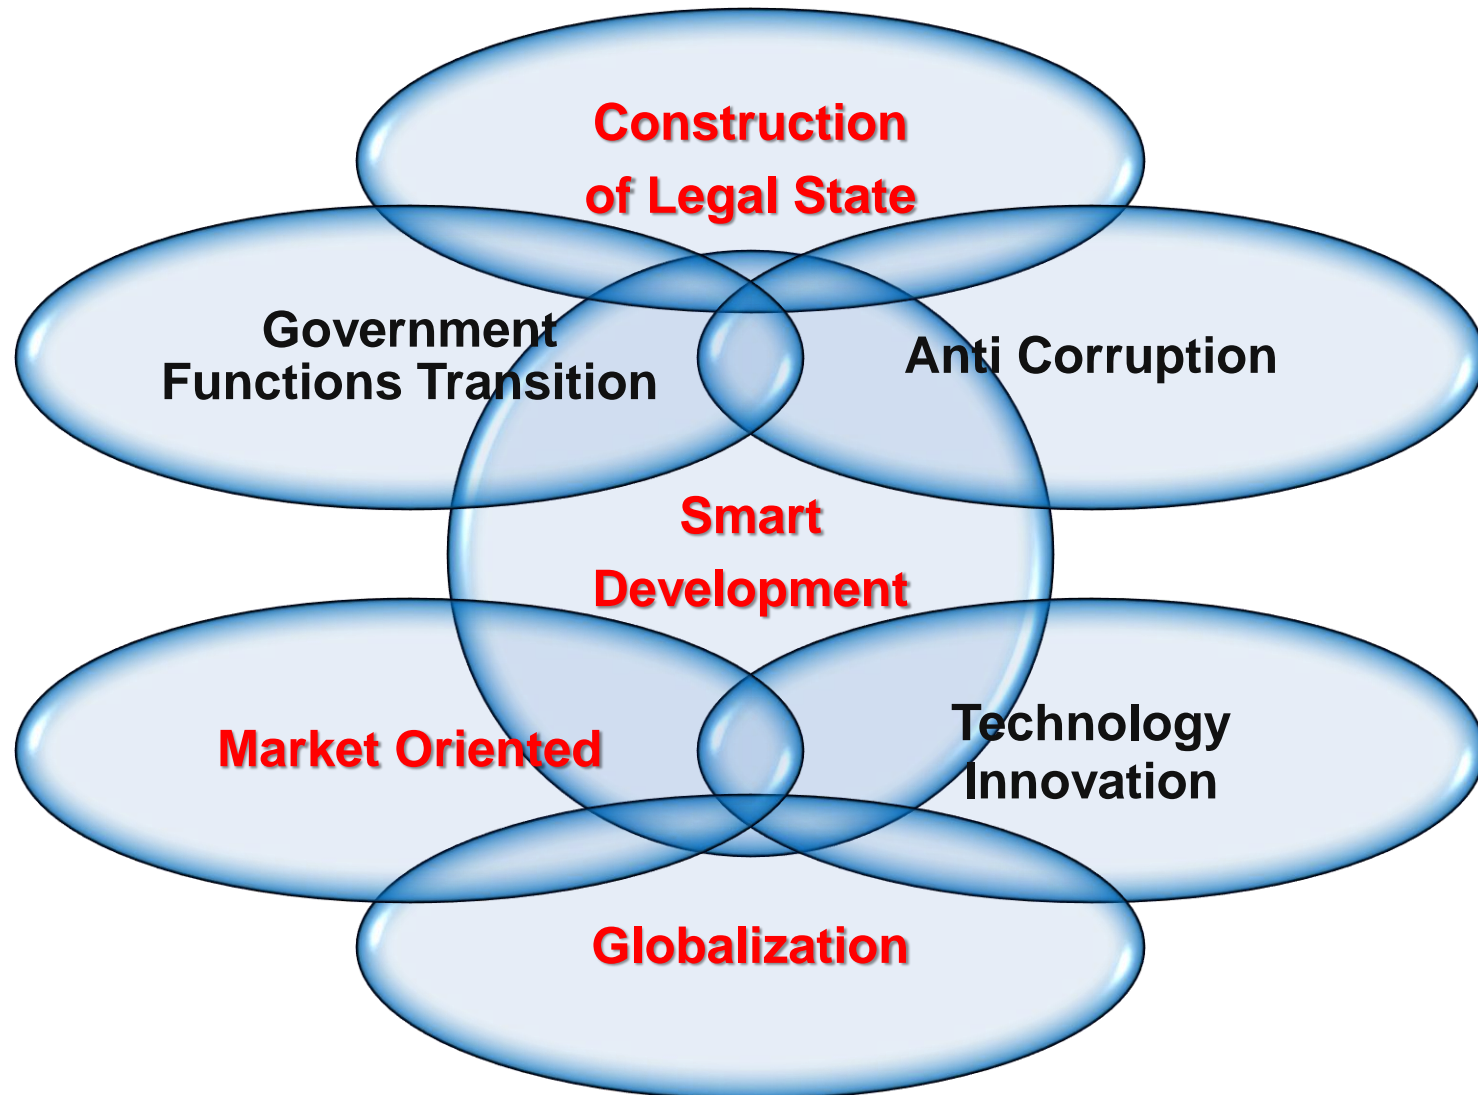 Construction
of Legal State
Government
Functions Transition
Anti Corruption
Smart
Development
Market Oriented
Technology
Innovation
Globalization